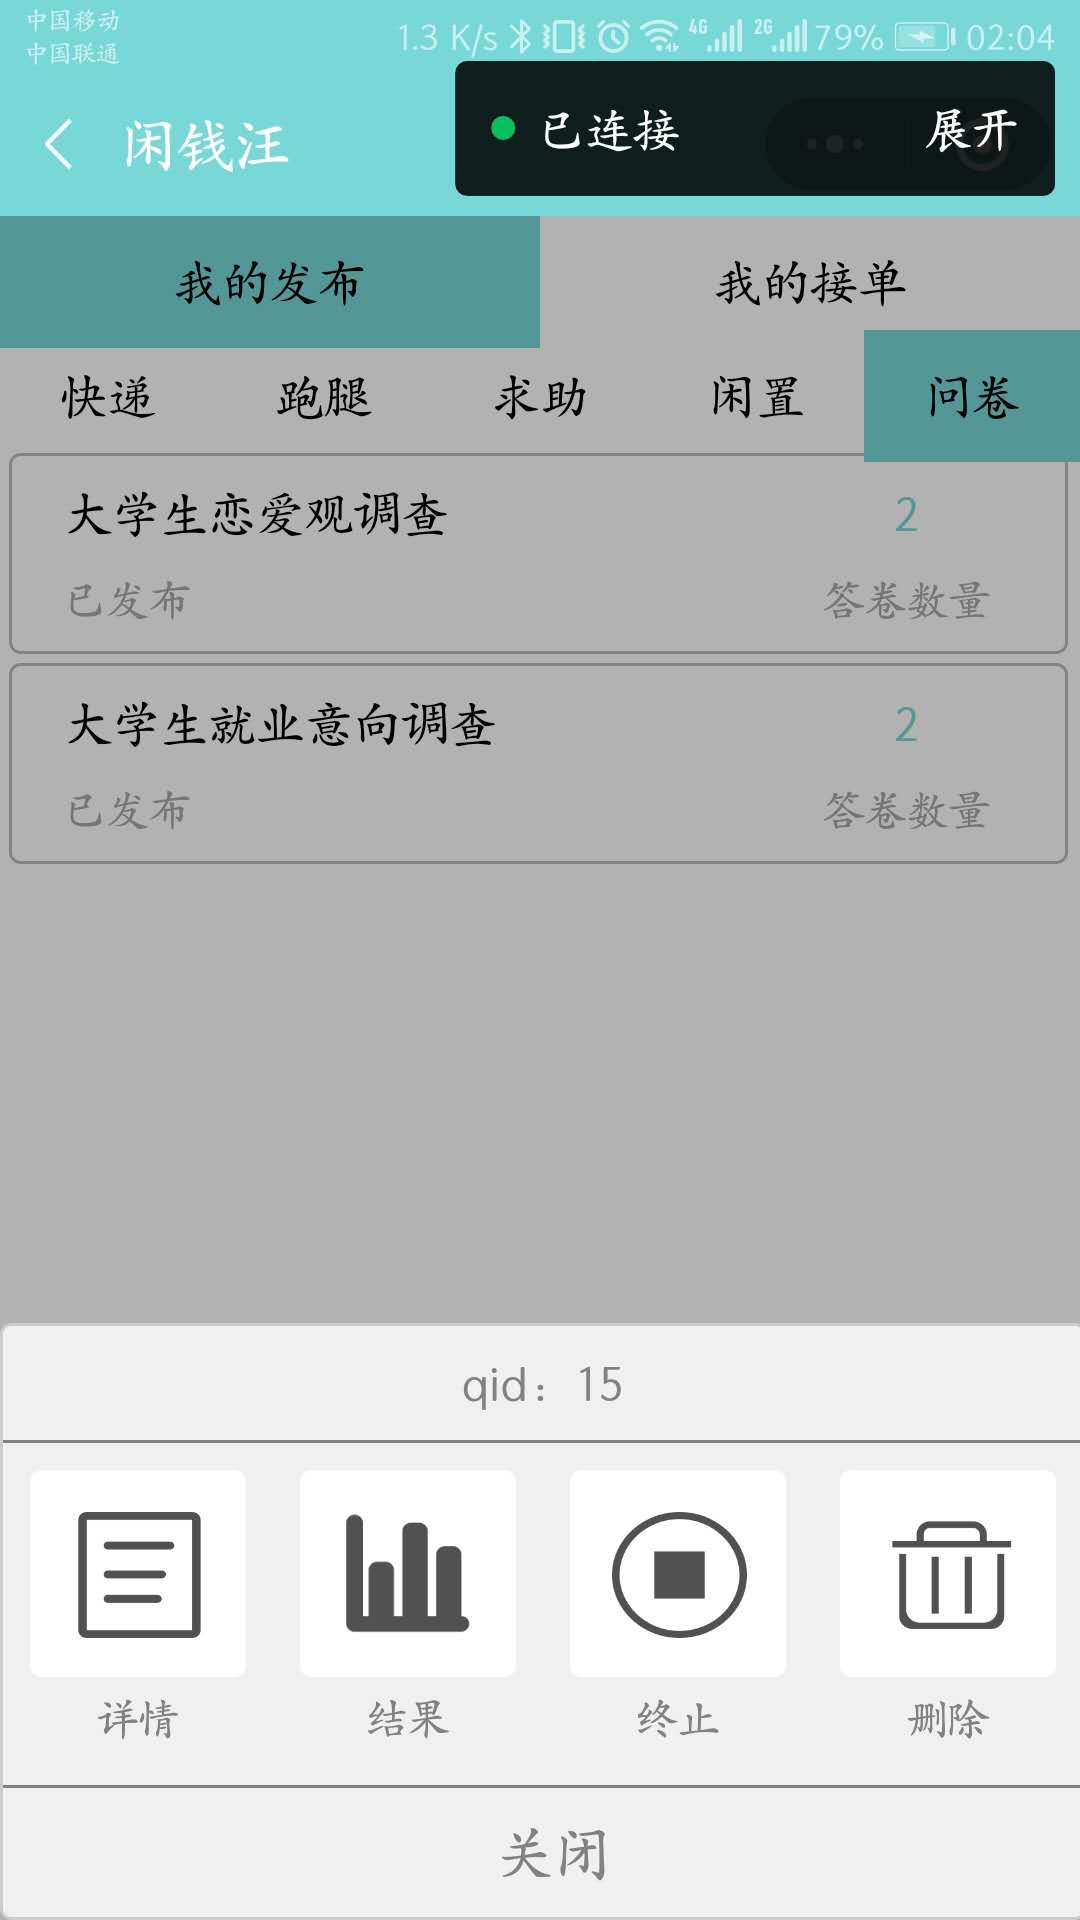 中国移动
中国联通
1.3 K/s 4G 2G 79% 02:04
闲钱汪
已连接 展开
我的发布 我的接单
快递 跑腿 求助 闲置 问卷
大学生恋爱观调查 2
已发布 答卷数量
大学生就业意向调查 2
已发布 答卷数量
qid：15
详情 结果 终止 删除
关闭